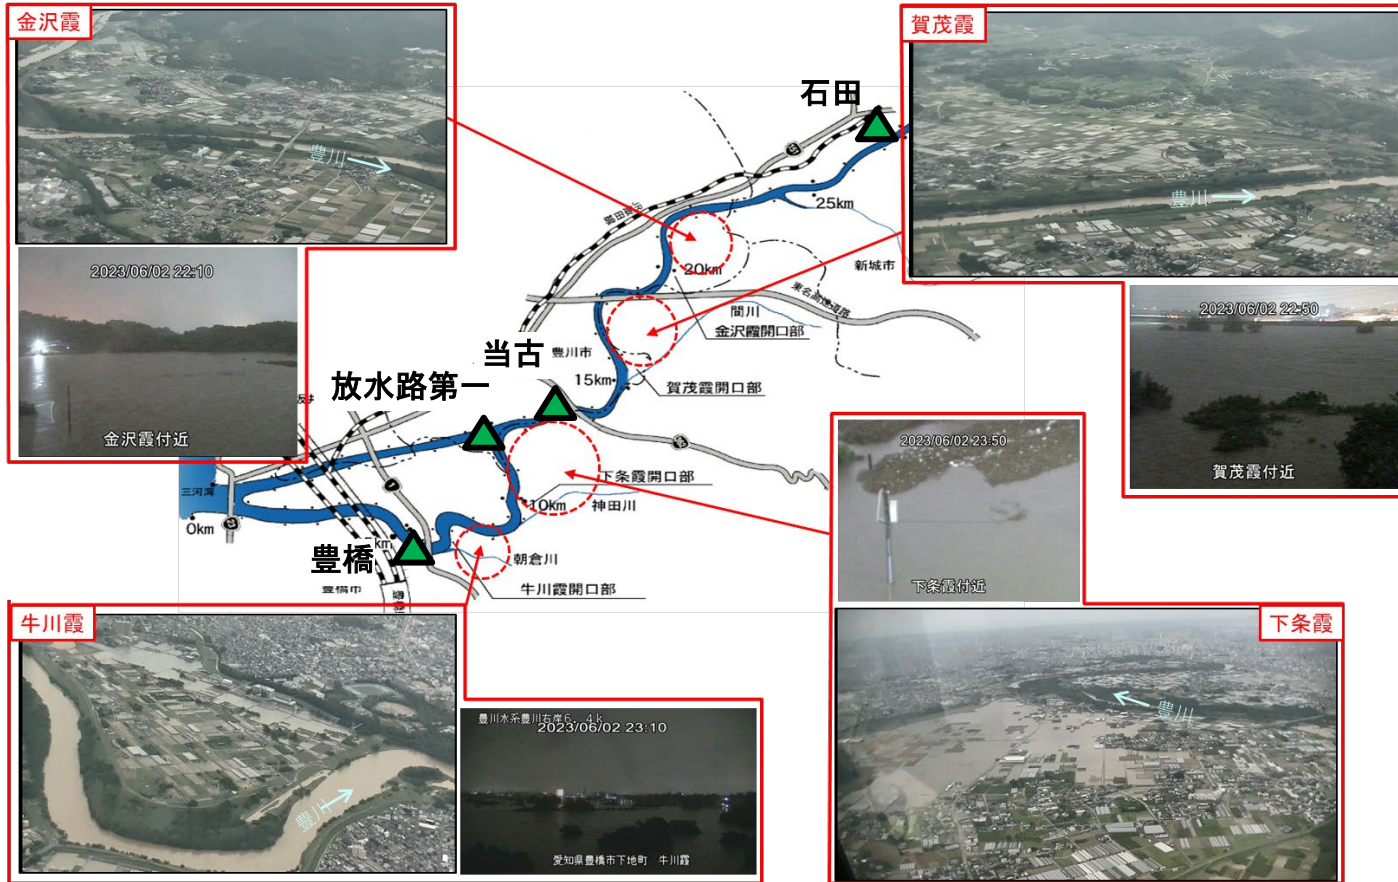 金沢霞
豊川
2023/06/02 22:10
金沢霞付近
賀茂霞
豊川
2023/06/02 22:50
賀茂霞付近
石田
151
25km
新城市
20km
東名高速道路
間川
金沢霞開口部
豊川市
賀茂霞開口部
15km
当古
放水路第一
下条霞開口部
10km
神田川
三河湾
0km
23
1
豊橋
朝倉川
牛川霞開口部
豊橋市
牛川霞
豊川
豊川水系豊川右岸6.4k
2023/06/02 23:10
愛知県豊橋市下地町 牛川霞
2023/06/02 23:50
下条霞付近
下条霞
豊川